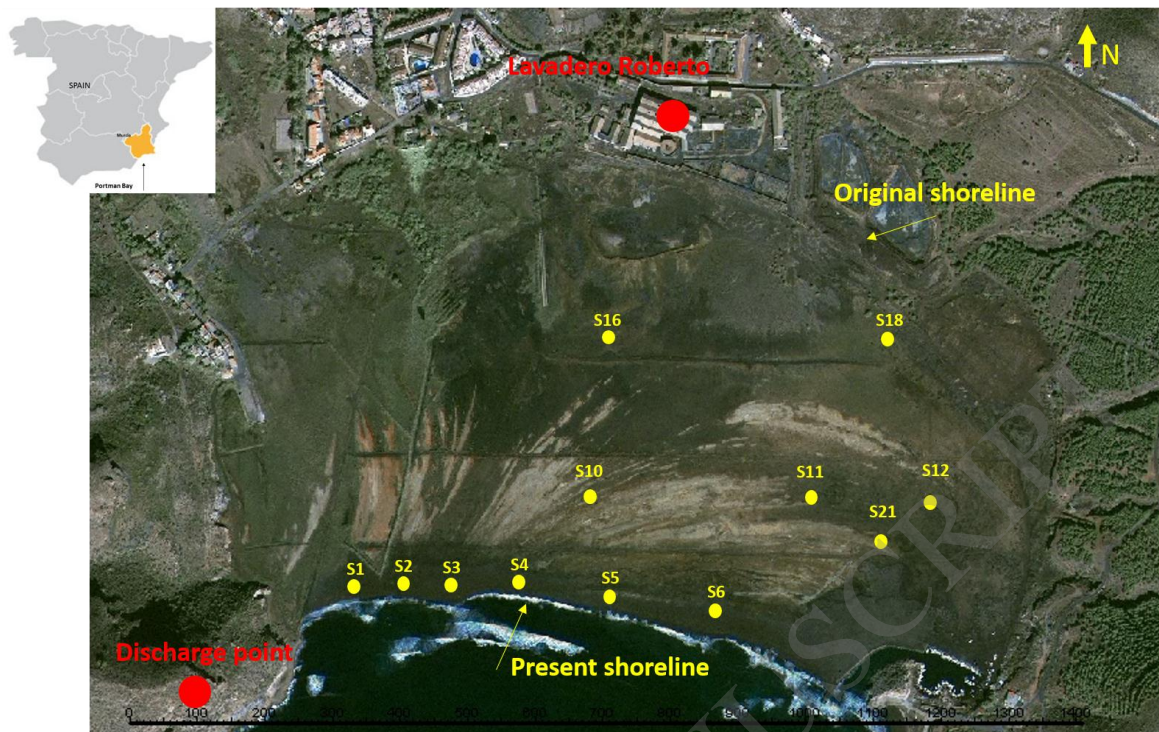 SPAIN
Murcia
Portman Bay
Lavadero Roberto
N
Original shoreline
S16
S18
S10
S11
S12
S21
S1
S2
S3
S4
S5
S6
Discharge point
Present shoreline
0 100 200 300 400 500 600 700 800 900 1000 1100 1200 1300 1400